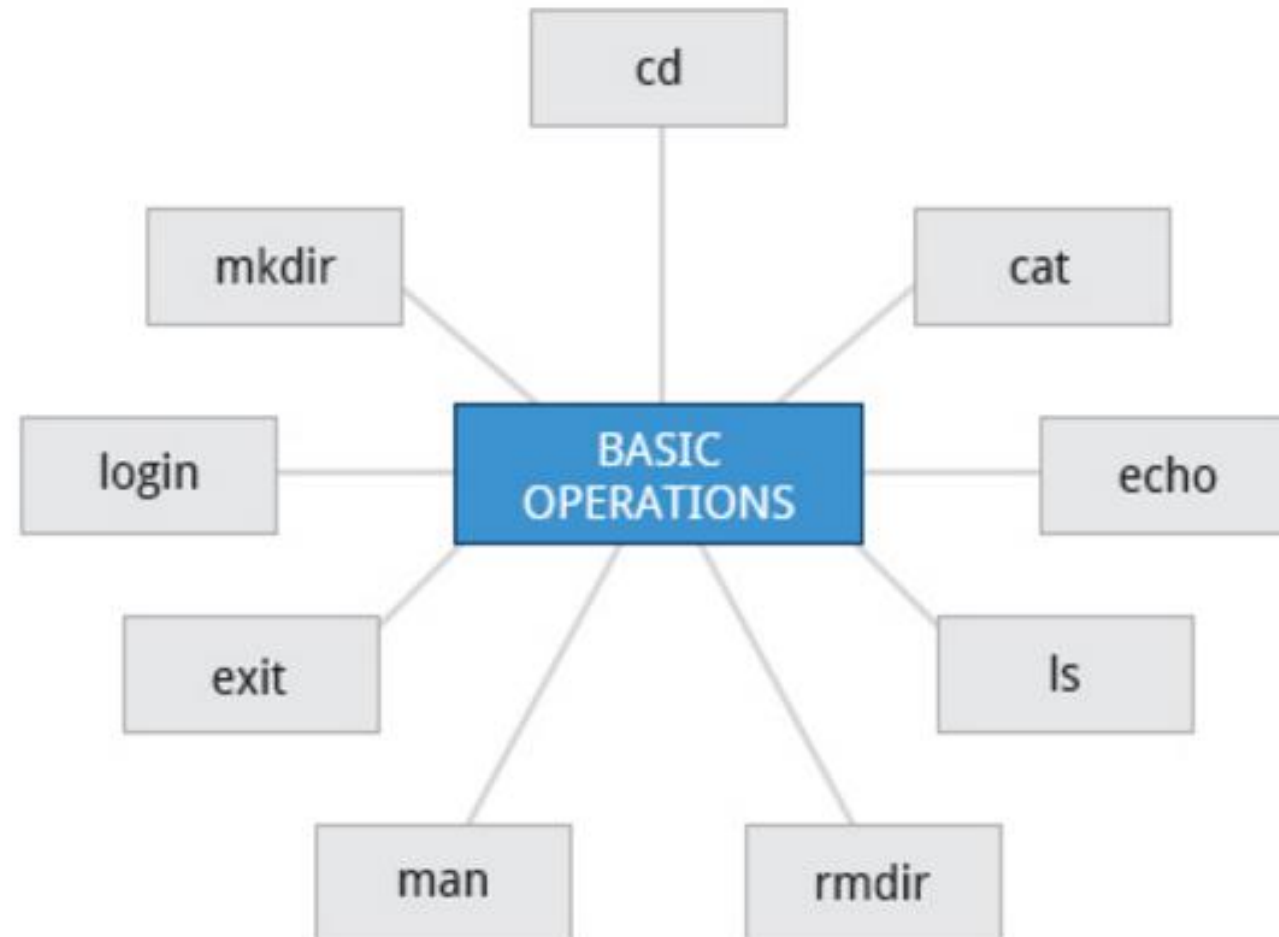 cd
mkdir
cat
BASIC
OPERATIONS
login
echo
exit
ls
man
rmdir